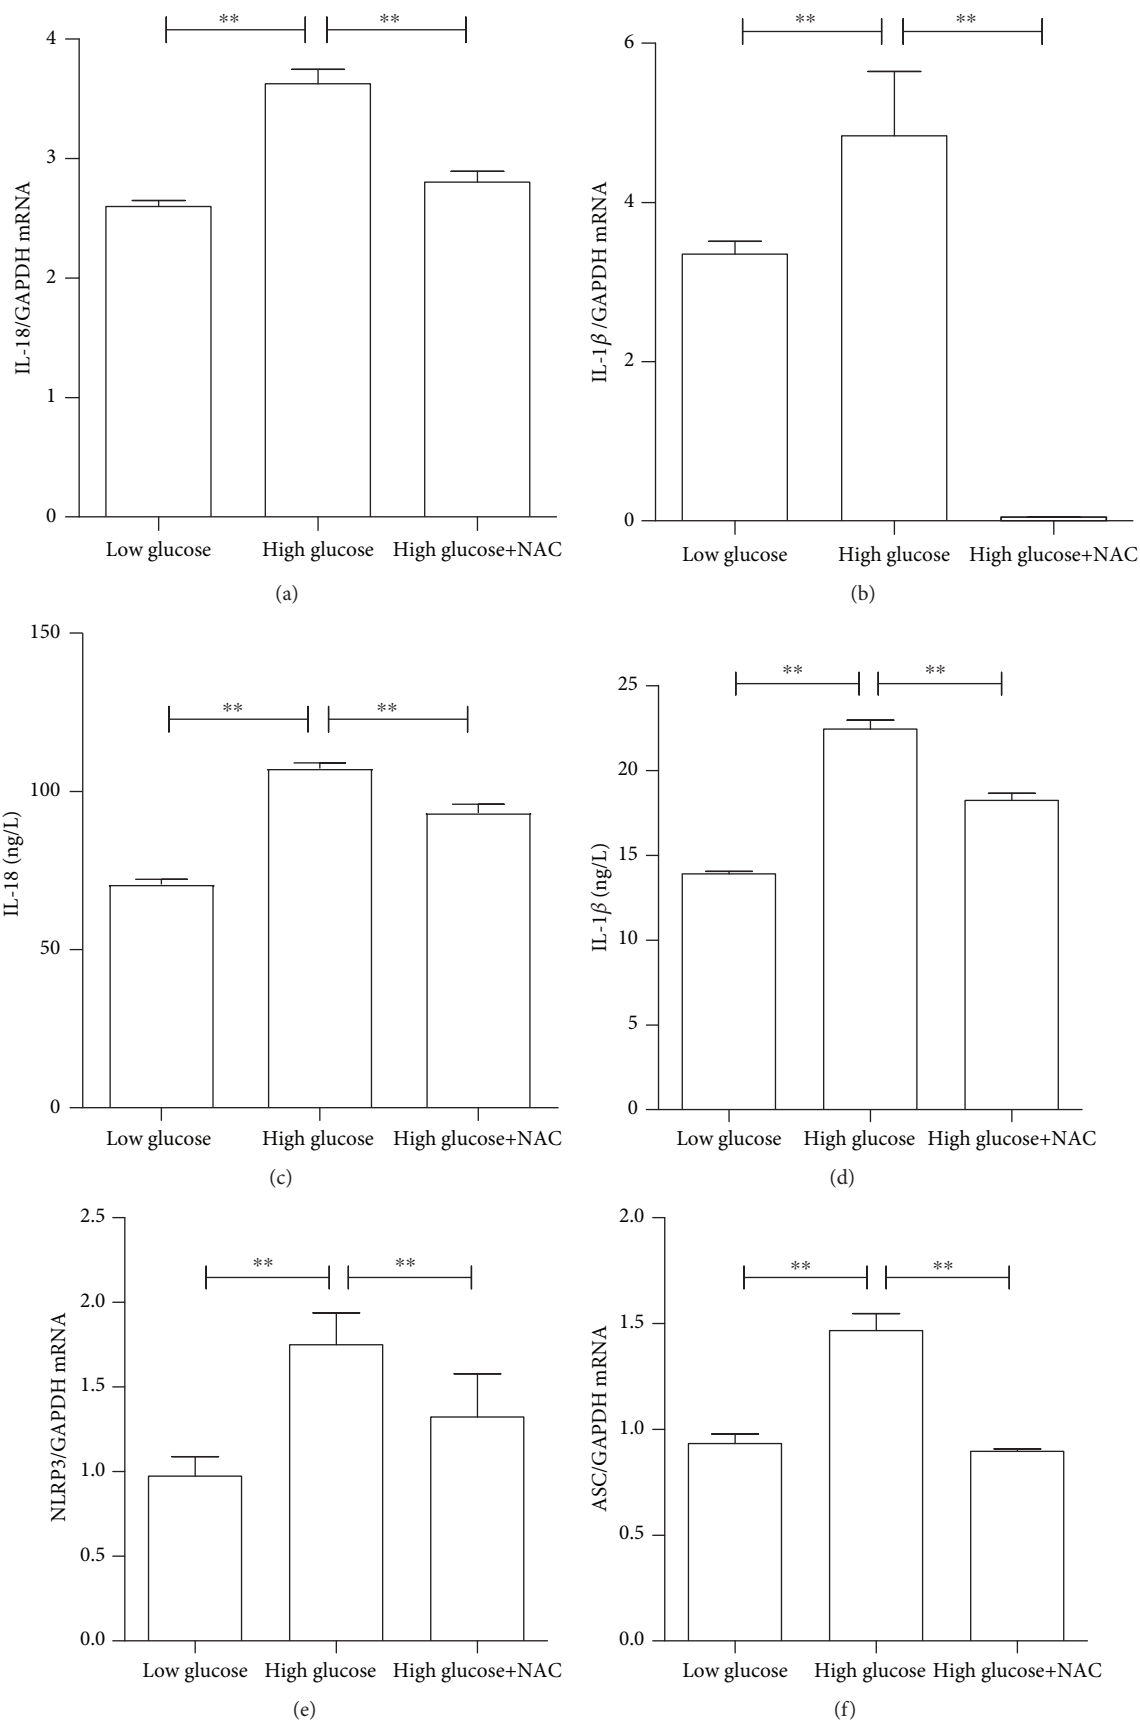 ** **
4
3
2
1
0
IL-18/GAPDH mRNA
Low glucose High glucose High glucose+NAC
(a)
** **
6
4
2
0
IL-1β/GAPDH mRNA
Low glucose High glucose High glucose+NAC
(b)
150
100
50
0
** **
IL-18 (ng/L)
Low glucose High glucose High glucose+NAC
(c)
** **
25
20
15
10
5
0
IL-1β (ng/L)
Low glucose High glucose High glucose+NAC
(d)
2.5
2.0
1.5
1.0
0.5
0.0
** **
NLRP3/GAPDH mRNA
Low glucose High glucose High glucose+NAC
(e)
2.0
1.5
1.0
0.5
0.0
** **
ASC/GAPDH mRNA
Low glucose High glucose High glucose+NAC
(f)